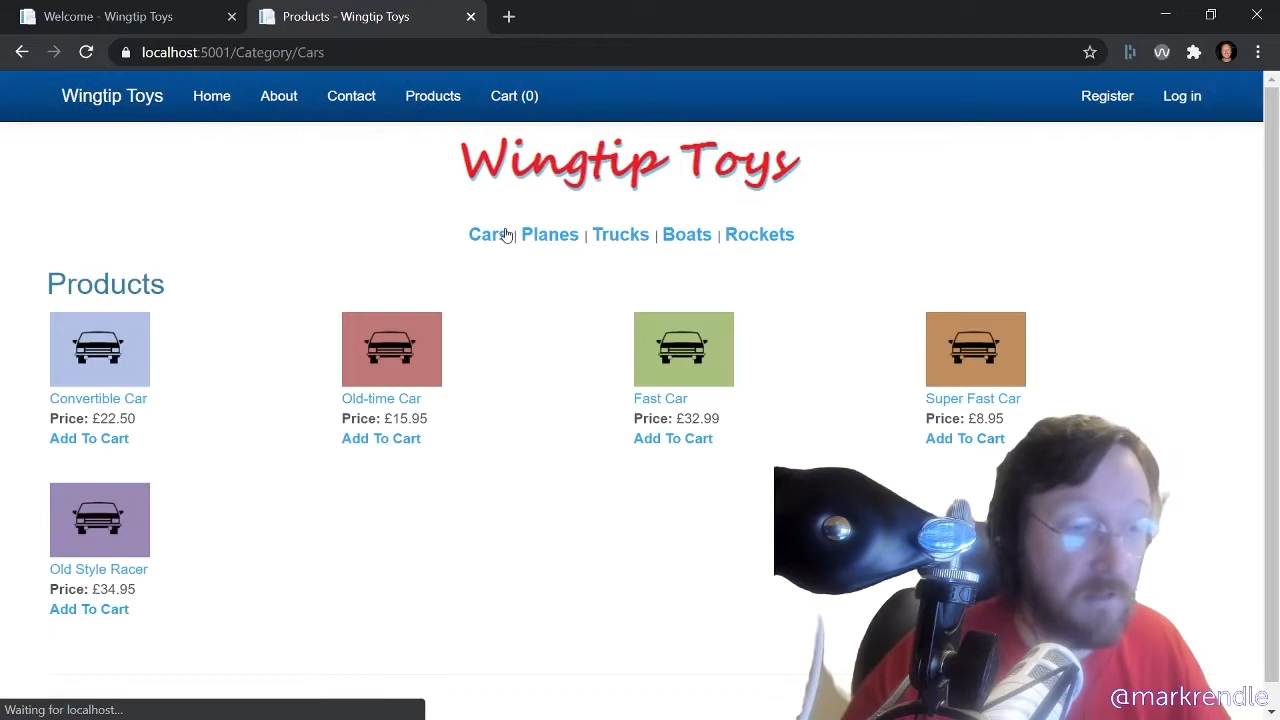 Welcome - Wingtip Toys
Products - Wingtip Toys
localhost:5001/Category/Cars
Wingtip Toys Home About Contact Products Cart (0) Register Log in
Wingtip Toys
Cars | Planes | Trucks | Boats | Rockets
Products
Convertible Car
Price: £22.50
Add To Cart
Old-time Car
Price: £15.95
Add To Cart
Fast Car
Price: £32.99
Add To Cart
Super Fast Car
Price: £8.95
Add To Cart
Old Style Racer
Price: £34.95
Add To Cart
Waiting for localhost...
@markrendle